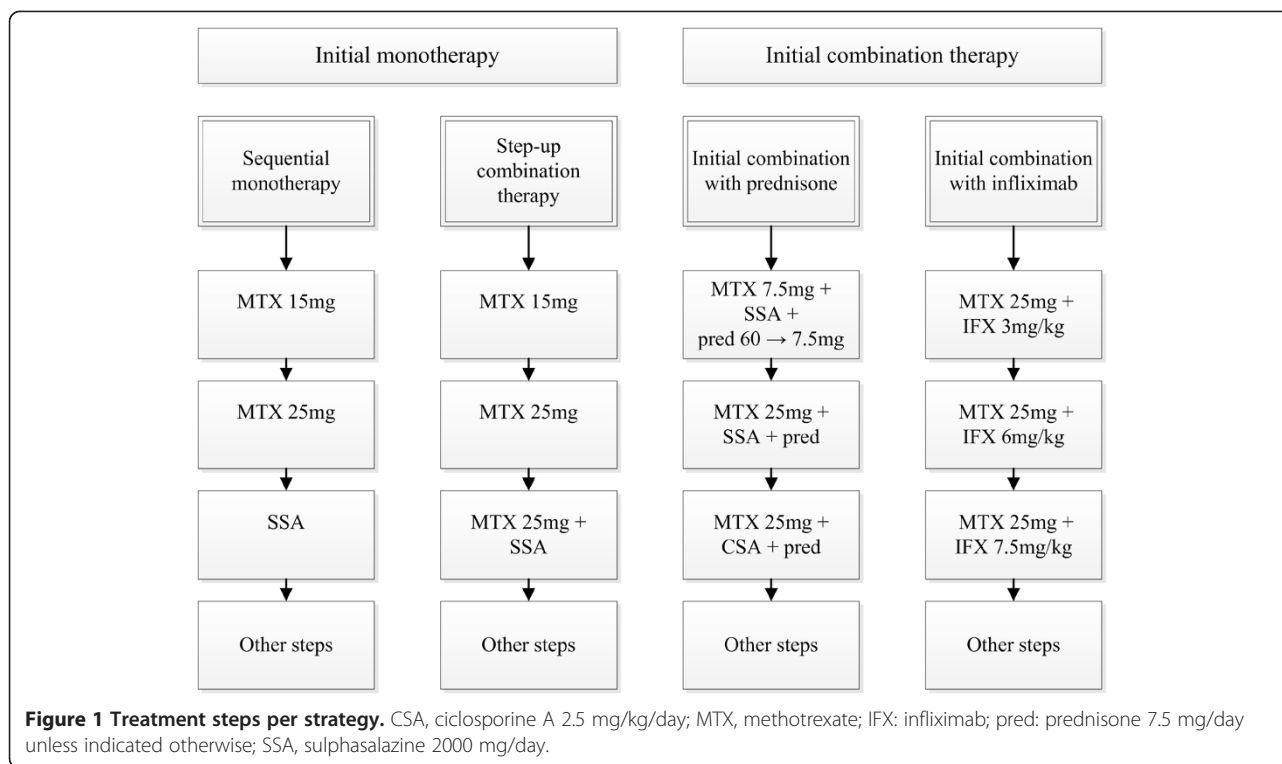 Initial monotherapy
Initial combination therapy
Sequential
monotherapy
Step-up
combination
therapy
Initial combination
with prednisone
Initial combination
with infliximab
MTX 15mg
MTX 15mg
MTX 7.5mg +
SSA +
pred 60 → 7.5mg
MTX 25mg +
IFX 3mg/kg
MTX 25mg
MTX 25mg
MTX 25mg +
SSA + pred
MTX 25mg +
IFX 6mg/kg
SSA
MTX 25mg +
SSA
MTX 25mg +
CSA + pred
MTX 25mg +
IFX 7.5mg/kg
Other steps
Other steps
Other steps
Other steps
Figure 1 Treatment steps per strategy. CSA, ciclosporine A 2.5 mg/kg/day; MTX, methotrexate; IFX: infliximab; pred: prednisone 7.5 mg/day
unless indicated otherwise; SSA, sulphasalazine 2000 mg/day.